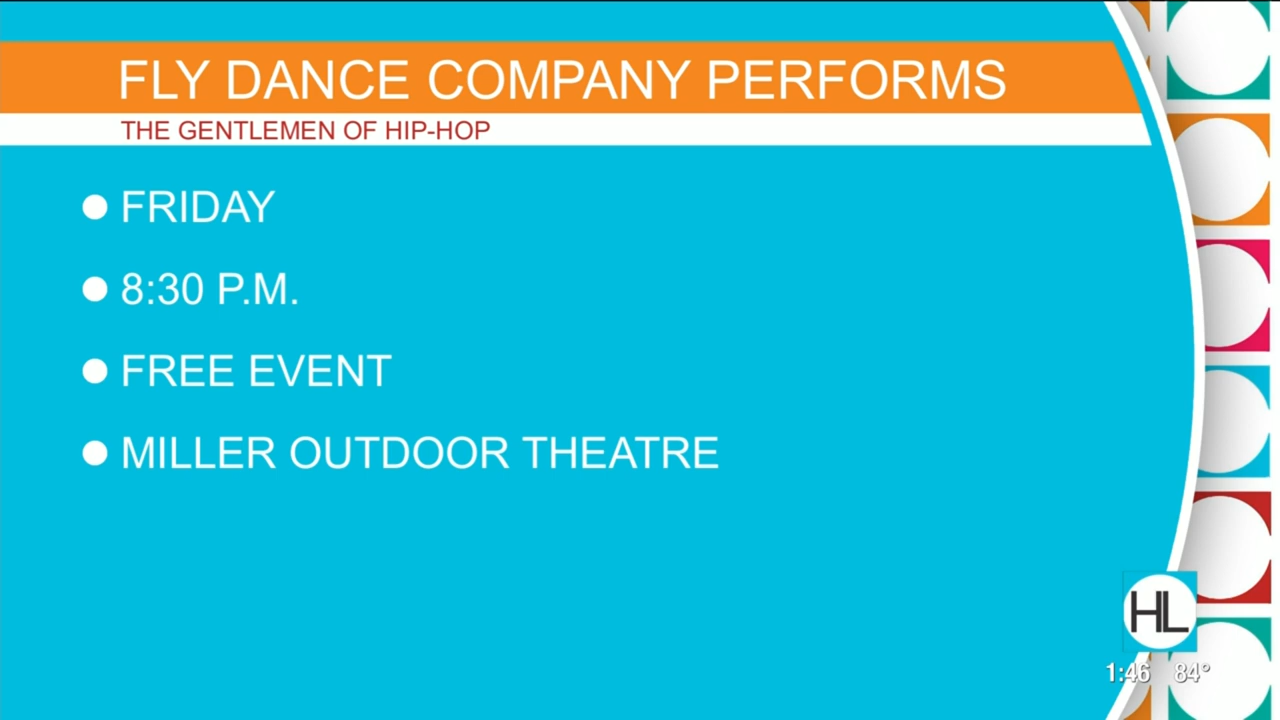 FLY DANCE COMPANY PERFORMS
THE GENTLEMEN OF HIP-HOP
FRIDAY
8:30 P.M.
FREE EVENT
MILLER OUTDOOR THEATRE
HL
1:46 84°